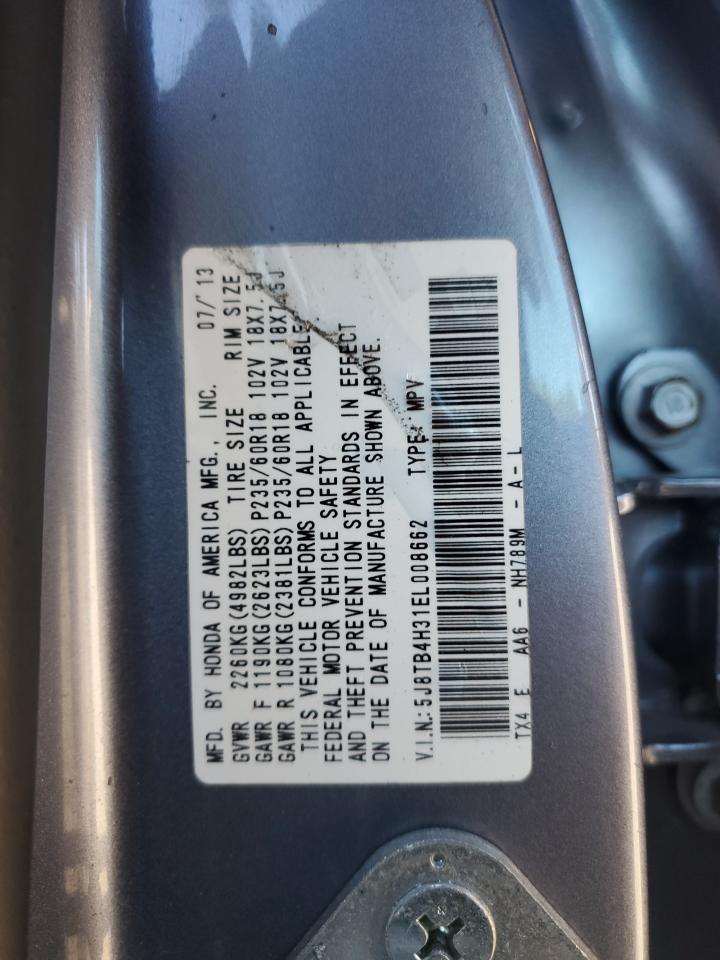 MFD. BY HONDA OF AMERICA MFG., INC. 07/'13
GVWR 2260KG(4982LBS) TIRE SIZE RIM SIZE
GAWR F 1190KG(2623LBS) P235/60R18 102V 18X7.5J
GAWR R 1080KG(2381LBS) P235/60R18 102V 18X7.5J
THIS VEHICLE CONFORMS TO ALL APPLICABLE
FEDERAL MOTOR VEHICLE SAFETY
AND THEFT PREVENTION STANDARDS IN EFFECT
ON THE DATE OF MANUFACTURE SHOWN ABOVE.
V.I.N.:5J8TB4H31EL008662 TYPE: MPV
TX4 E AA6 - NH789M - A-L